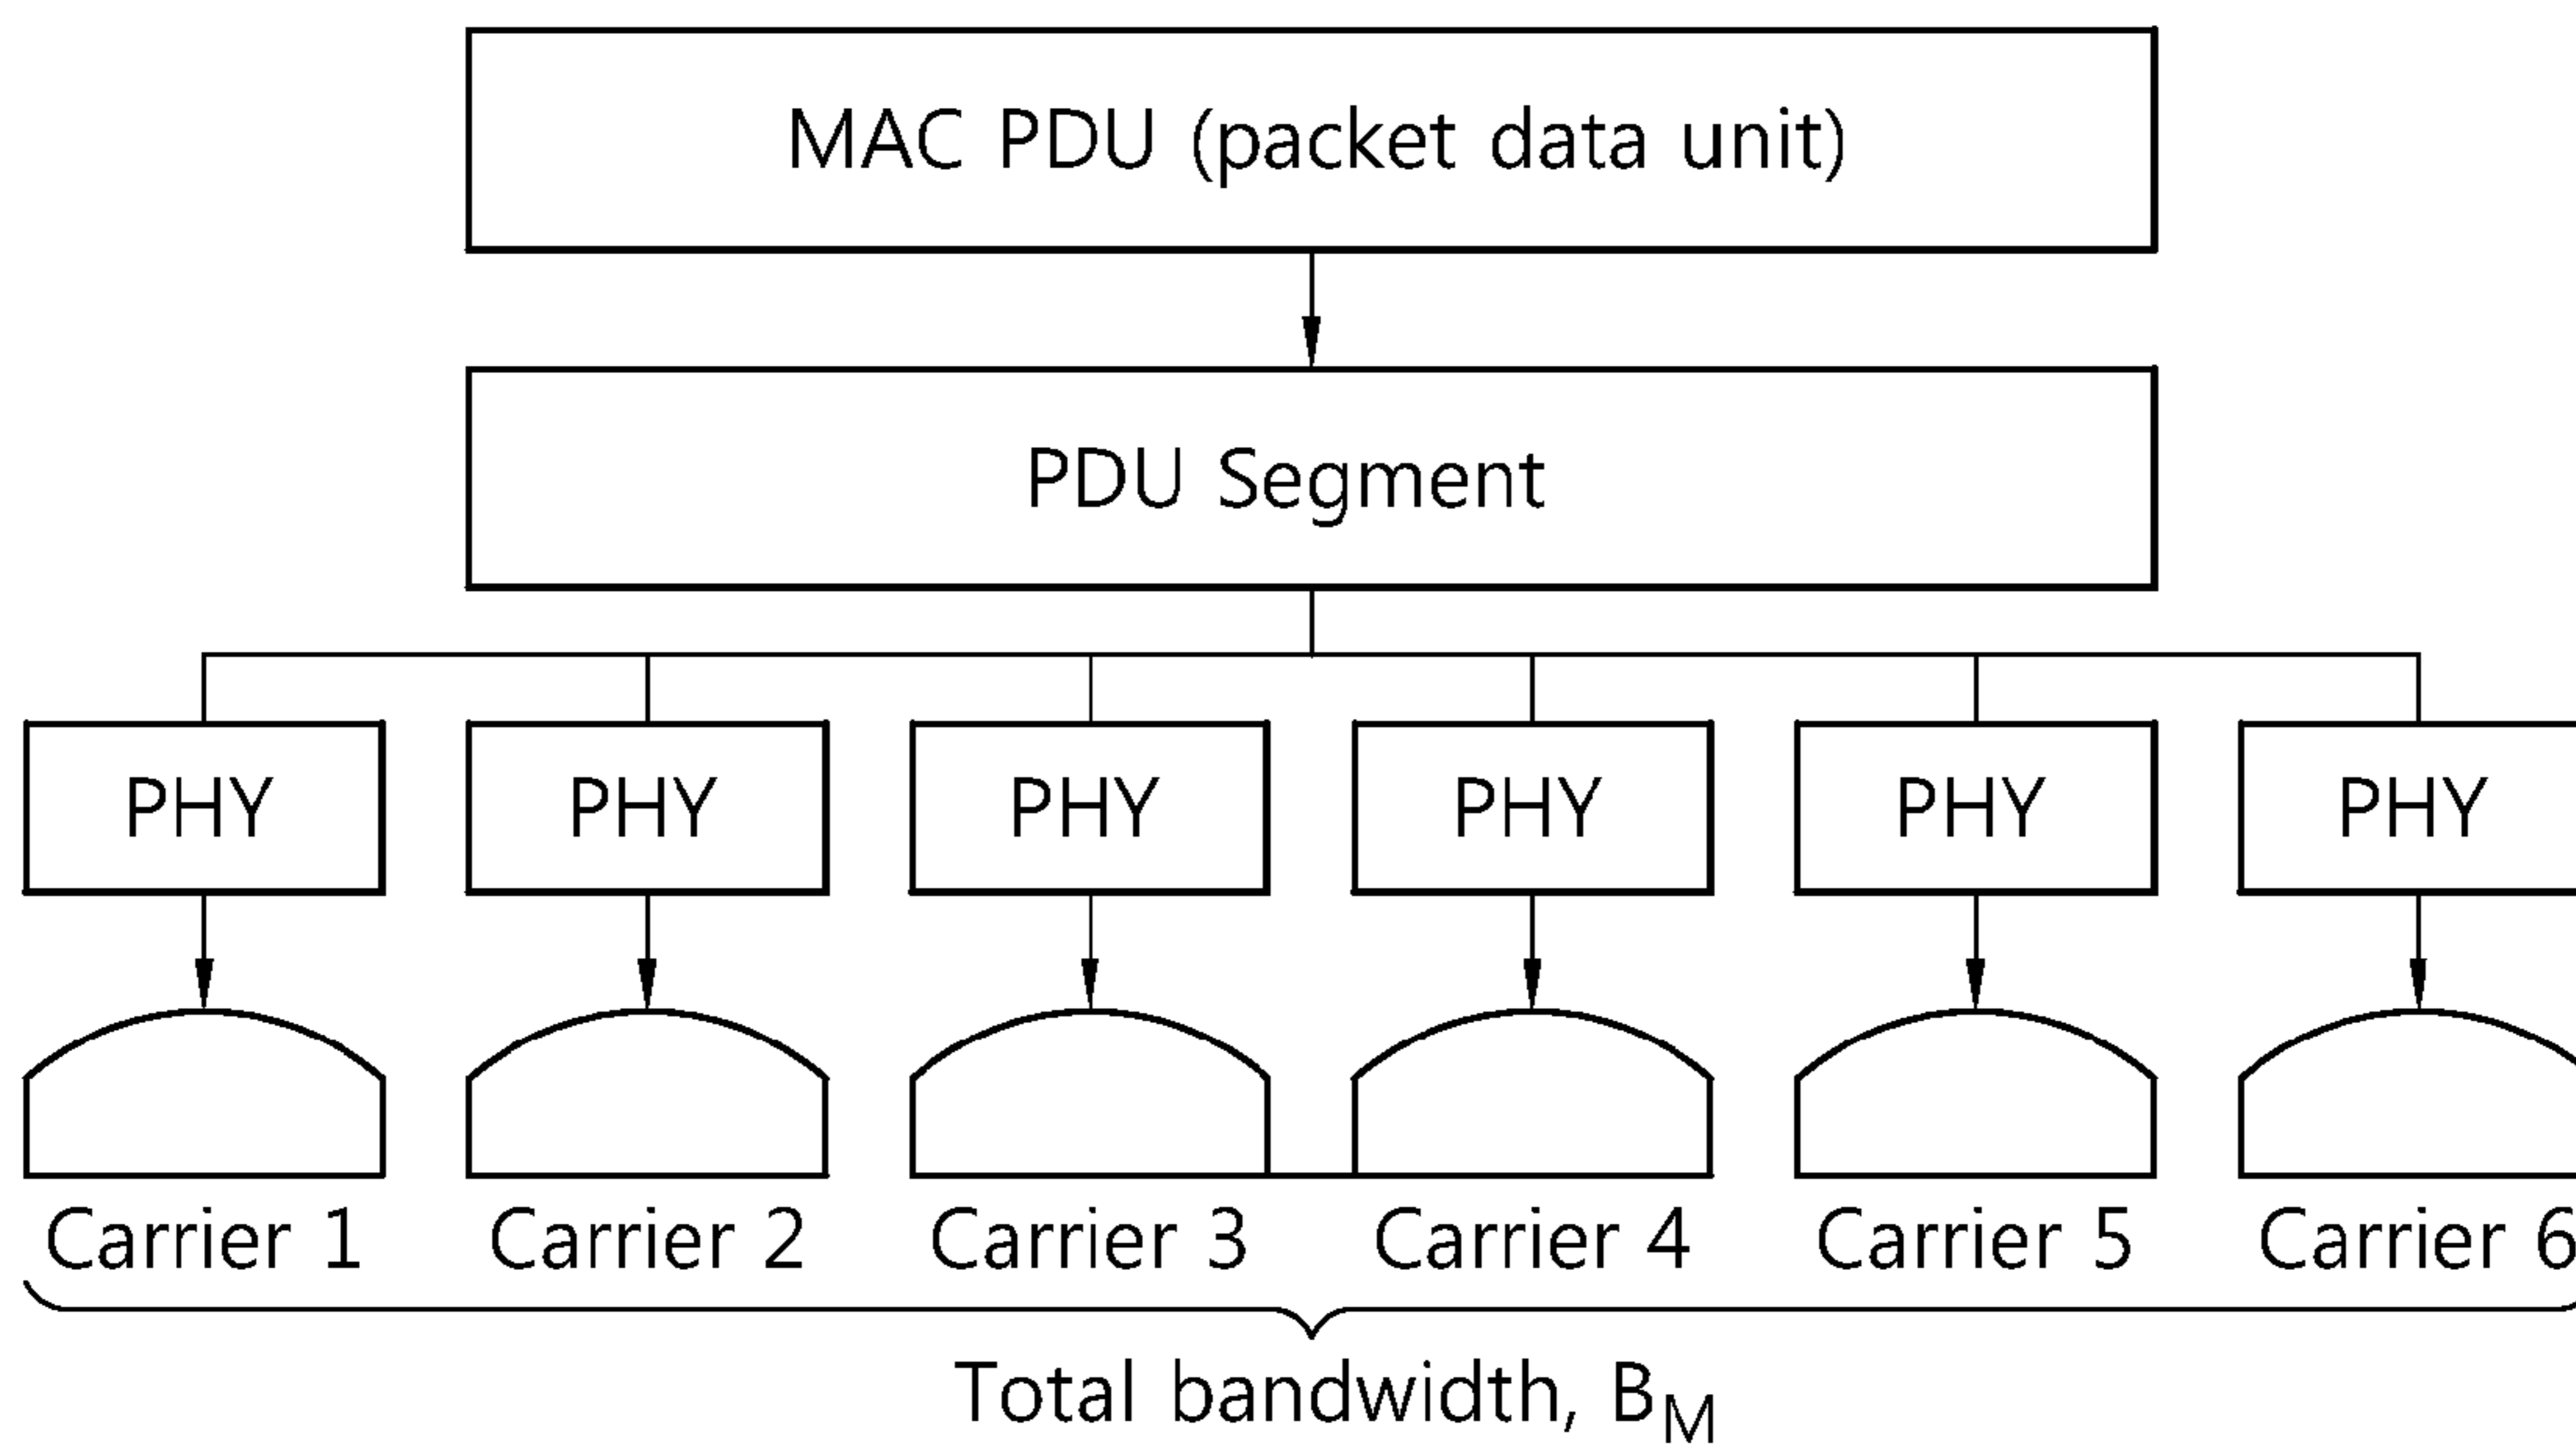 MAC PDU (packet data unit)
PDU Segment
PHY PHY PHY PHY PHY PHY
Carrier 1 Carrier 2 Carrier 3 Carrier 4 Carrier 5 Carrier 6
Total bandwidth, B_M